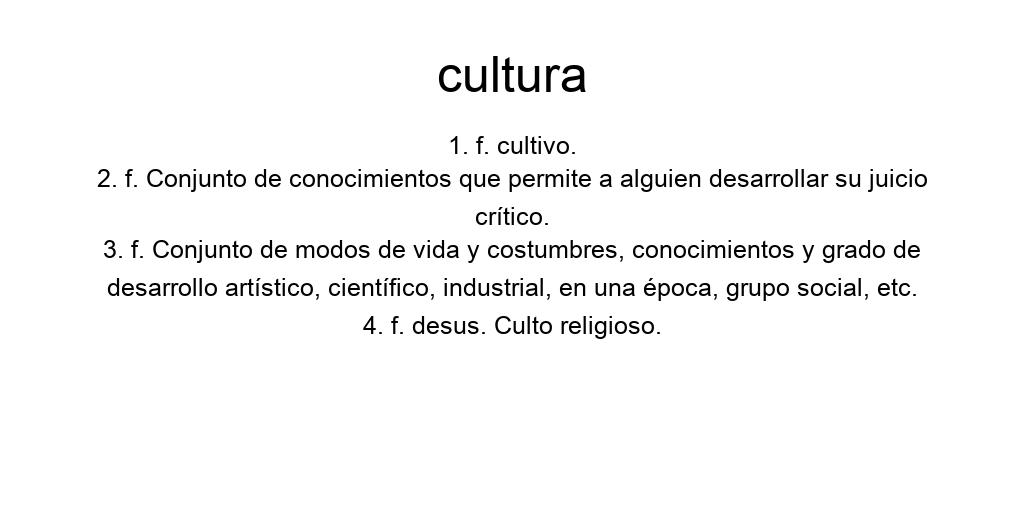 cultura
1. f. cultivo.
2. f. Conjunto de conocimientos que permite a alguien desarrollar su juicio
crítico.
3. f. Conjunto de modos de vida y costumbres, conocimientos y grado de
desarrollo artístico, científico, industrial, en una época, grupo social, etc.
4. f. desus. Culto religioso.